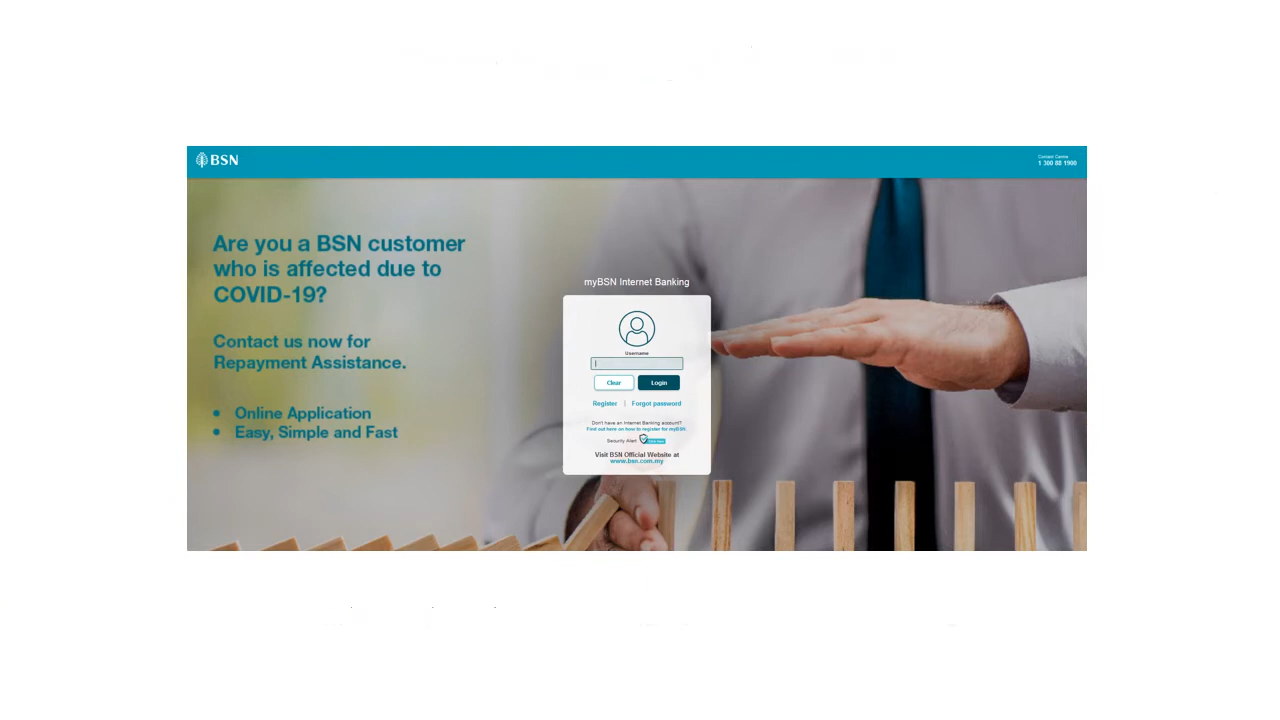 BSN
Contact Centre
1 300 88 1900
Are you a BSN customer
who is affected due to
COVID-19?
Contact us now for
Repayment Assistance.
• Online Application
• Easy, Simple and Fast
myBSN Internet Banking
Username
Clear Login
Register | Forgot password
Don't have an Internet Banking account?
Find out here on how to register for myBSN.
Security Alert Click Here
Visit BSN Official Website at
www.bsn.com.my